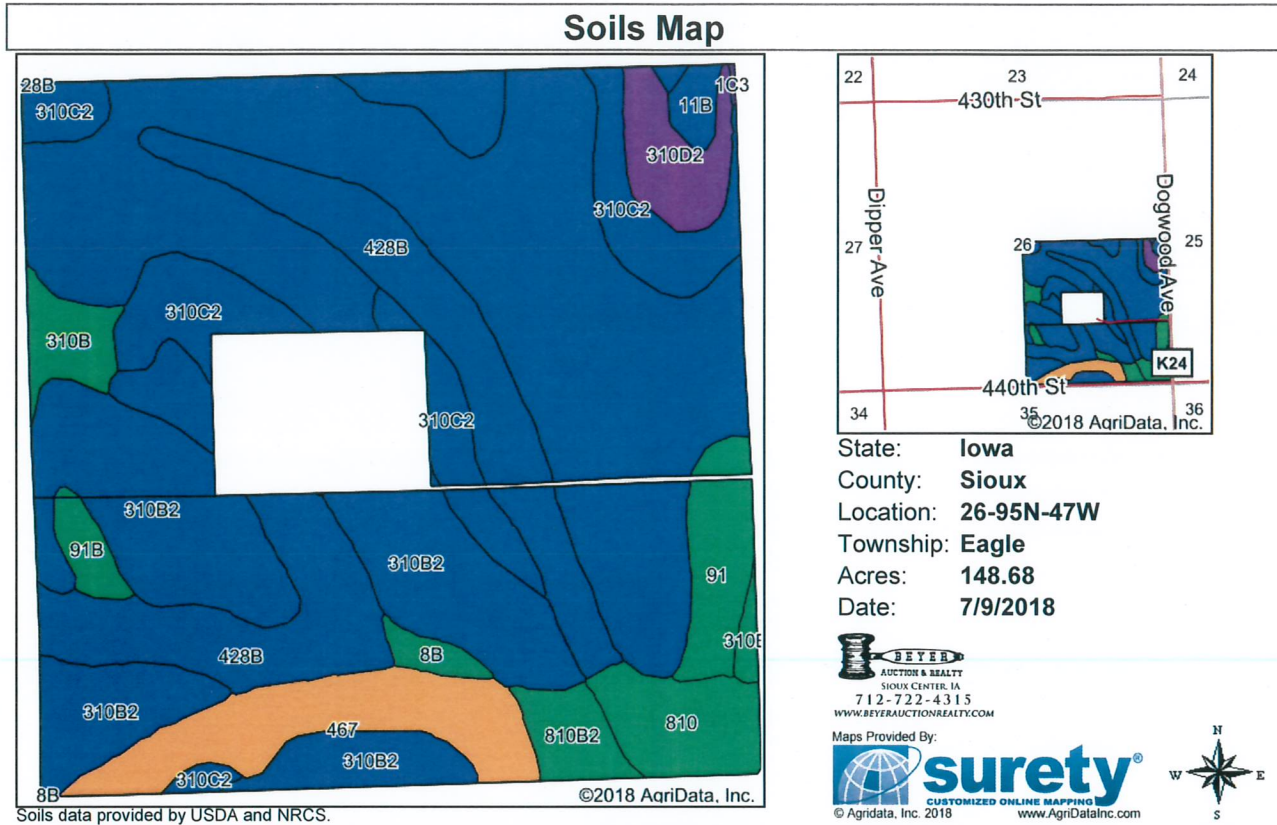 Soils Map
28B
310C2
1C3
11B
310D2
310C2
428B
310C2
310B
310C2
310B2
91B
310B2
91
8B
428B
310B2
467
310B2
310C2
810B2
810
8B
©2018 AgriData, Inc.
Soils data provided by USDA and NRCS.
22
23
24
430th St
Dipper Ave
Dogwood Ave
27
26
25
K24
440th St
34
35
36
©2018 AgriData, Inc.
State: Iowa
County: Sioux
Location: 26-95N-47W
Township: Eagle
Acres: 148.68
Date: 7/9/2018
BEYER
AUCTION & REALTY
SIOUX CENTER, IA
712-722-4315
WWW.BEYERAUCTIONREALTY.COM
Maps Provided By:
surety®
CUSTOMIZED ONLINE MAPPING
© Agridata, Inc. 2018
www.AgriDataInc.com
N
W
E
S